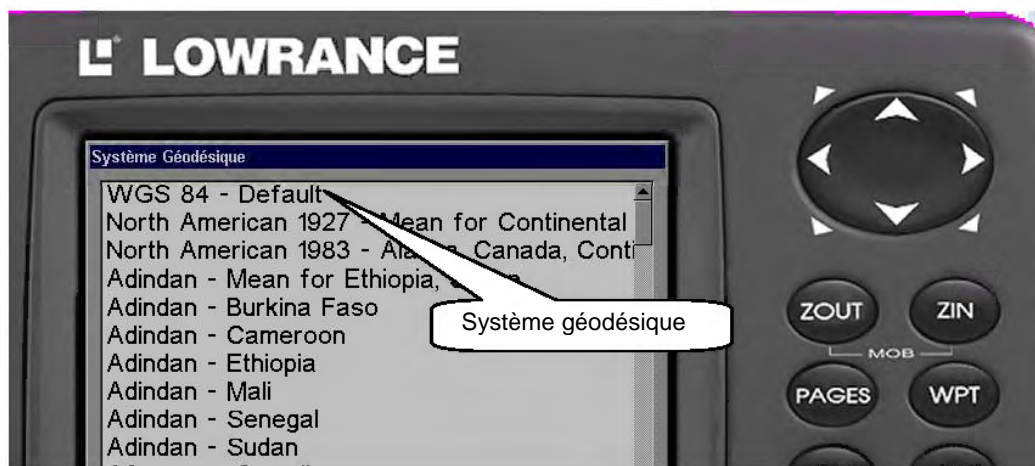 LOWRANCE
Système Géodésique
WGS 84 - Default
North American 1927 - Mean for Continental
North American 1983 - Canada, Conti
Adindan - Mean for Ethiopia,
Adindan - Burkina Faso
Adindan - Cameroon
Adindan - Ethiopia
Adindan - Mali
Adindan - Senegal
Adindan - Sudan
Système géodésique
ZOUT
ZIN
MOB
PAGES
WPT